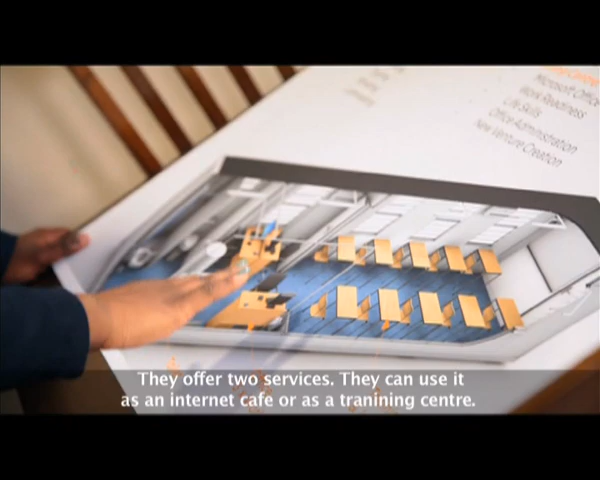 Microsoft Office
Work Readiness
Life Skills
Office Administration
New Venture Creation
They offer two services. They can use it
as an internet cafe or as a tranining centre.